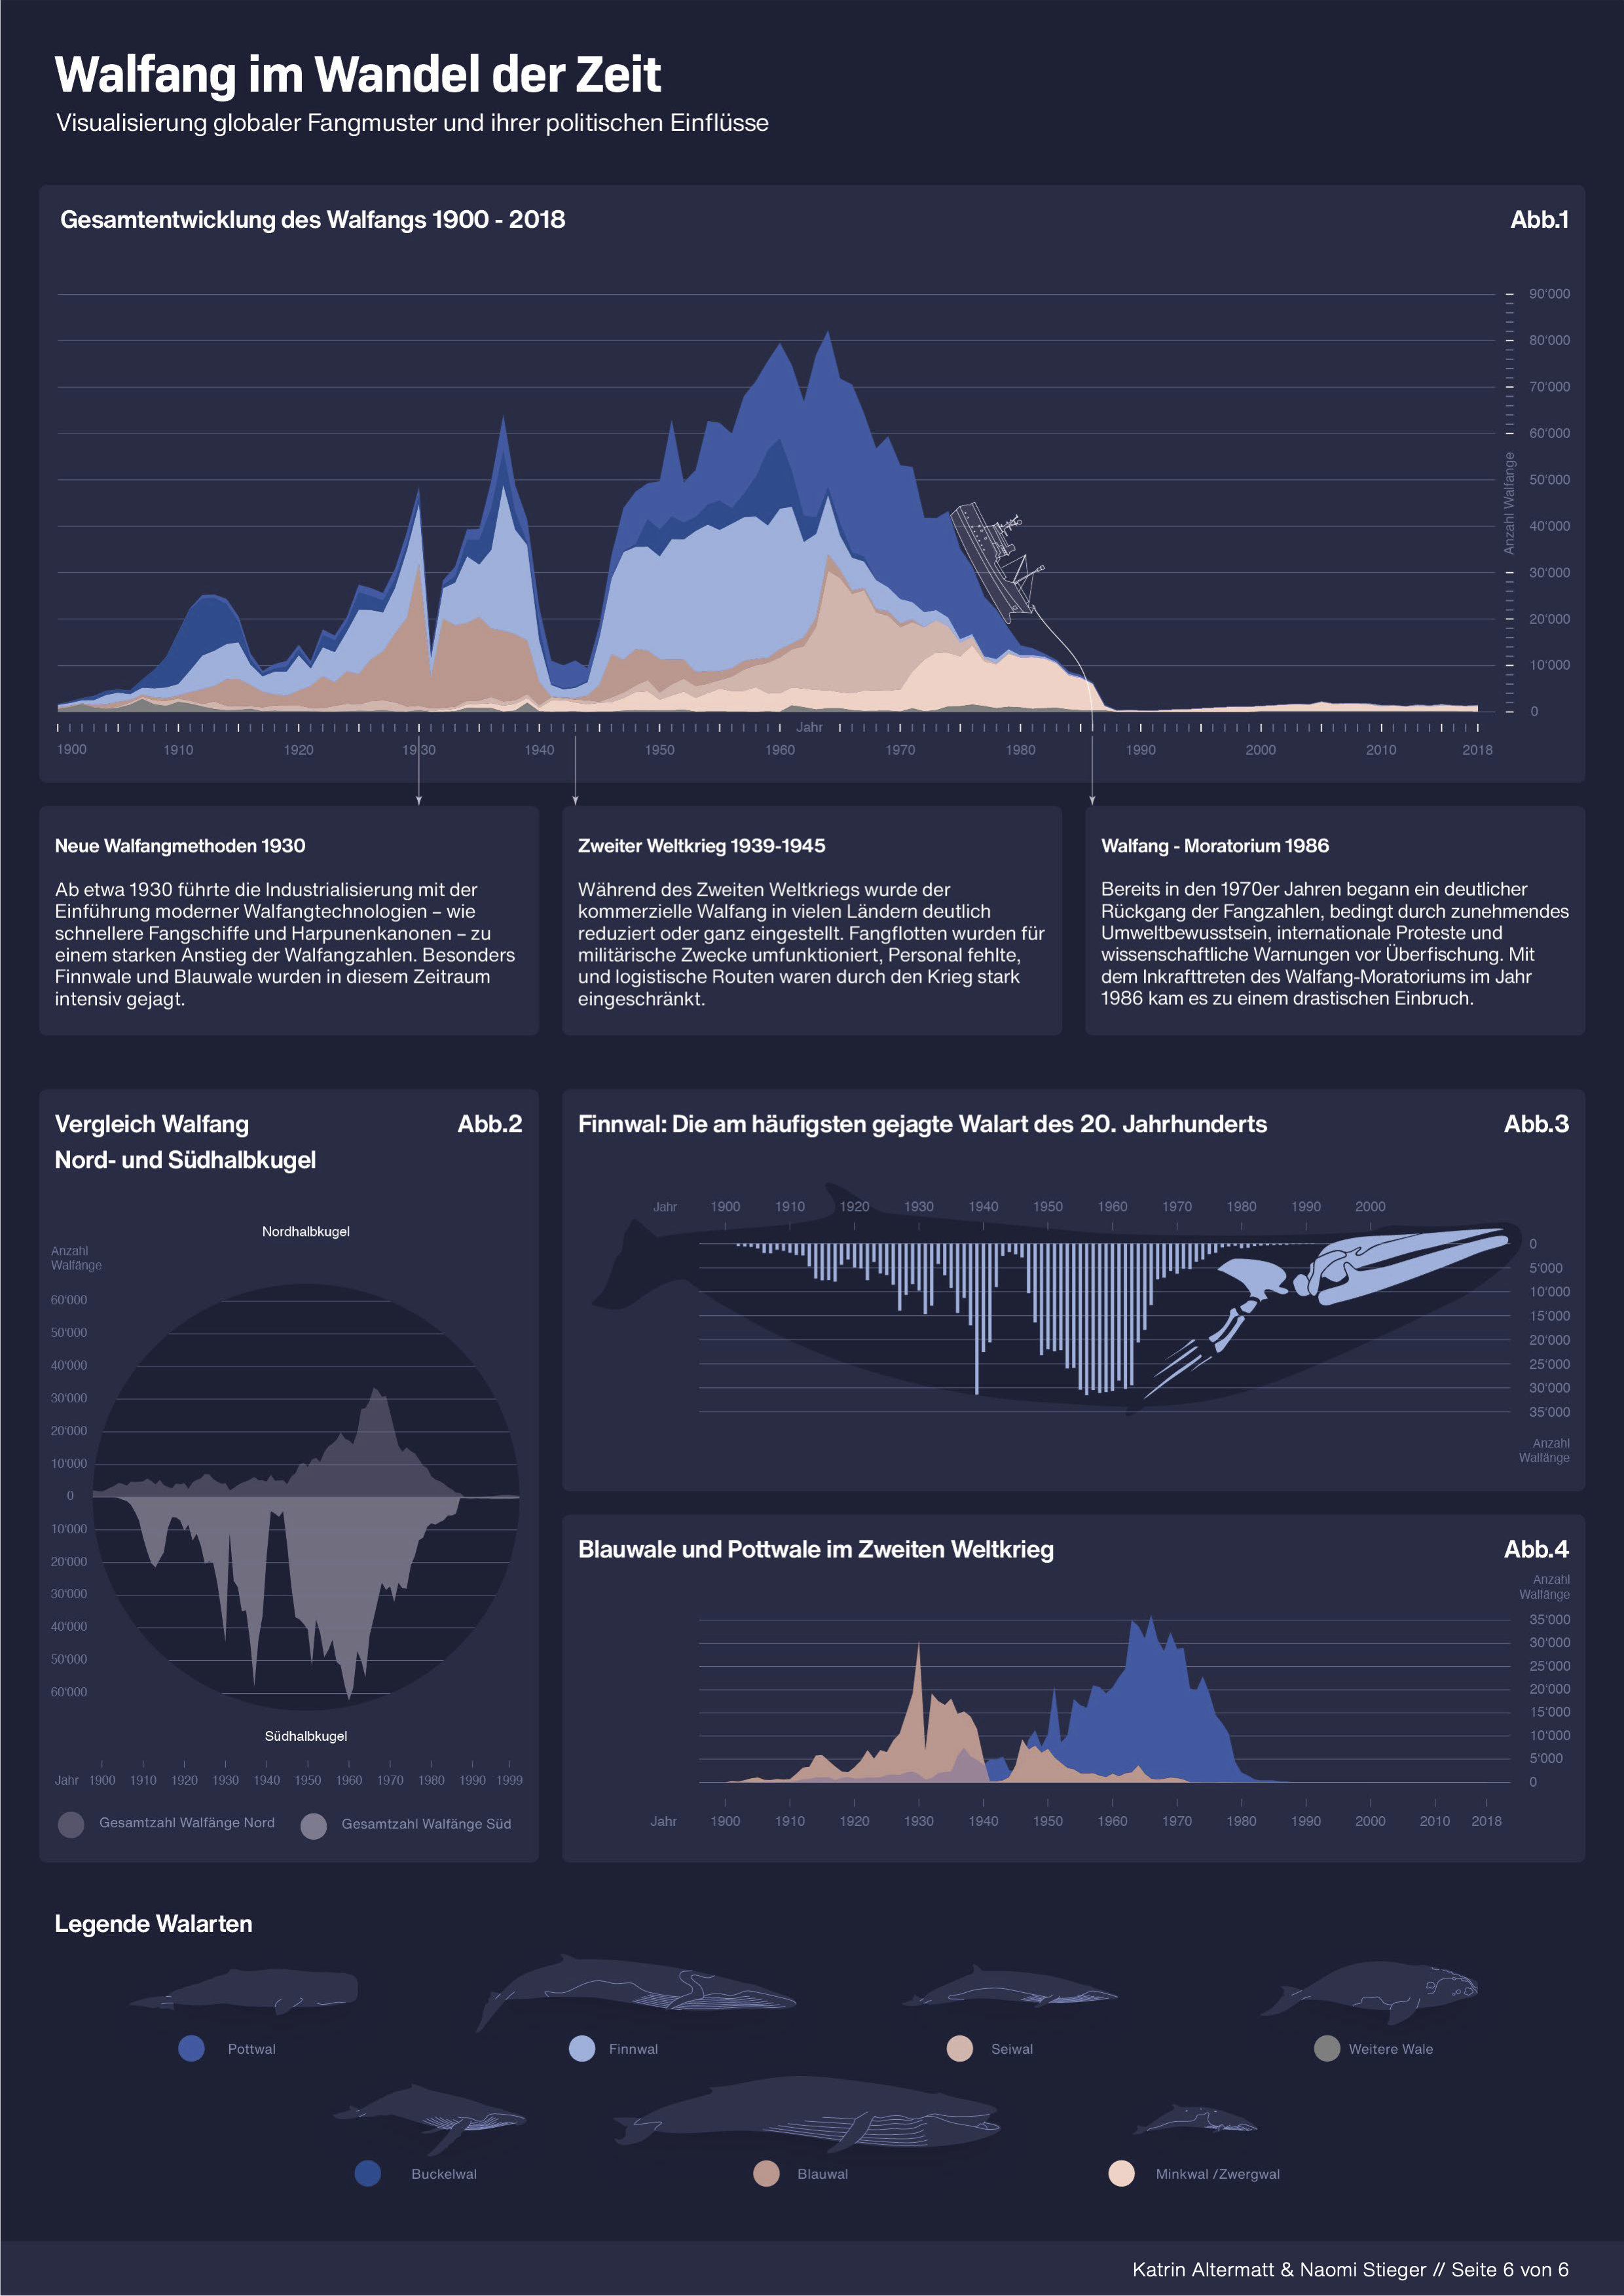 Walfang im Wandel der Zeit
Visualisierung globaler Fangmuster und ihrer politischen Einflüsse
Gesamtentwicklung des Walfangs 1900 - 2018
Abb.1
90'000
80'000
70'000
60'000
50'000
40'000
30'000
20'000
10'000
0
Anzahl Walfänge
Jahr
1900 1910 1920 1930 1940 1950 1960 1970 1980 1990 2000 2010 2018
Neue Walfangmethoden 1930
Ab etwa 1930 führte die Industrialisierung mit der
Einführung moderner Walfangtechnologien – wie
schnellere Fangschiffe und Harpunenkanonen – zu
einem starken Anstieg der Walfangzahlen. Besonders
Finnwale und Blauwale wurden in diesem Zeitraum
intensiv gejagt.
Zweiter Weltkrieg 1939-1945
Während des Zweiten Weltkriegs wurde der
kommerzielle Walfang in vielen Ländern deutlich
reduziert oder ganz eingestellt. Fangflotten wurden für
militärische Zwecke umfunktioniert, Personal fehlte,
und logistische Routen waren durch den Krieg stark
eingeschränkt.
Walfang - Moratorium 1986
Bereits in den 1970er Jahren begann ein deutlicher
Rückgang der Fangzahlen, bedingt durch zunehmendes
Umweltbewusstsein, internationale Proteste und
wissenschaftliche Warnungen vor Überfischung. Mit
dem Inkrafttreten des Walfang-Moratoriums im Jahr
1986 kam es zu einem drastischen Einbruch.
Vergleich Walfang
Nord- und Südhalbkugel
Abb.2
Nordhalbkugel
Anzahl
Walfänge
60'000
50'000
40'000
30'000
20'000
10'000
0
10'000
20'000
30'000
40'000
50'000
60'000
Südhalbkugel
Jahr 1900 1910 1920 1930 1940 1950 1960 1970 1980 1990 1999
Gesamtzahl Walfänge Nord
Gesamtzahl Walfänge Süd
Finnwal: Die am häufigsten gejagte Walart des 20. Jahrhunderts
Abb.3
Jahr 1900 1910 1920 1930 1940 1950 1960 1970 1980 1990 2000
0
5'000
10'000
15'000
20'000
25'000
30'000
35'000
Anzahl
Walfänge
Blauwale und Pottwale im Zweiten Weltkrieg
Abb.4
Anzahl
Walfänge
35'000
30'000
25'000
20'000
15'000
10'000
5'000
0
Jahr 1900 1910 1920 1930 1940 1950 1960 1970 1980 1990 2000 2010 2018
Legende Walarten
Pottwal
Finnwal
Seiwal
Weitere Wale
Buckelwal
Blauwal
Minkwal /Zwergwal
Katrin Altermatt & Naomi Stieger // Seite 6 von 6